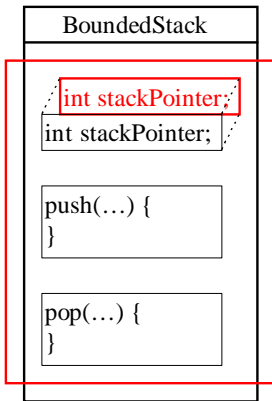 BoundedStack
int stackPointer;
int stackPointer;
push(…) {
}
pop(…) {
}